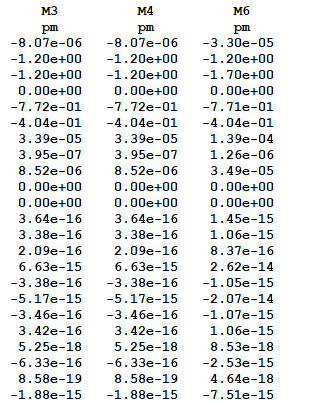 M3 M4 M6
pm pm pm
-8.07e-06 -8.07e-06 -3.30e-05
-1.20e+00 -1.20e+00 -1.20e+00
-1.20e+00 -1.20e+00 -1.70e+00
0.00e+00 0.00e+00 0.00e+00
-7.72e-01 -7.72e-01 -7.71e-01
-4.04e-01 -4.04e-01 -4.04e-01
3.39e-05 3.39e-05 1.39e-04
3.95e-07 3.95e-07 1.26e-06
8.52e-06 8.52e-06 3.49e-05
0.00e+00 0.00e+00 0.00e+00
0.00e+00 0.00e+00 0.00e+00
3.64e-16 3.64e-16 1.45e-15
3.38e-16 3.38e-16 1.06e-15
2.09e-16 2.09e-16 8.37e-16
6.63e-15 6.63e-15 2.62e-14
-3.38e-16 -3.38e-16 -1.05e-15
-5.17e-15 -5.17e-15 -2.07e-14
-3.46e-16 -3.46e-16 -1.07e-15
3.42e-16 3.42e-16 1.06e-15
5.25e-18 5.25e-18 8.53e-18
-6.33e-16 -6.33e-16 -2.53e-15
8.58e-19 8.58e-19 4.64e-18
-1.88e-15 -1.88e-15 -7.51e-15